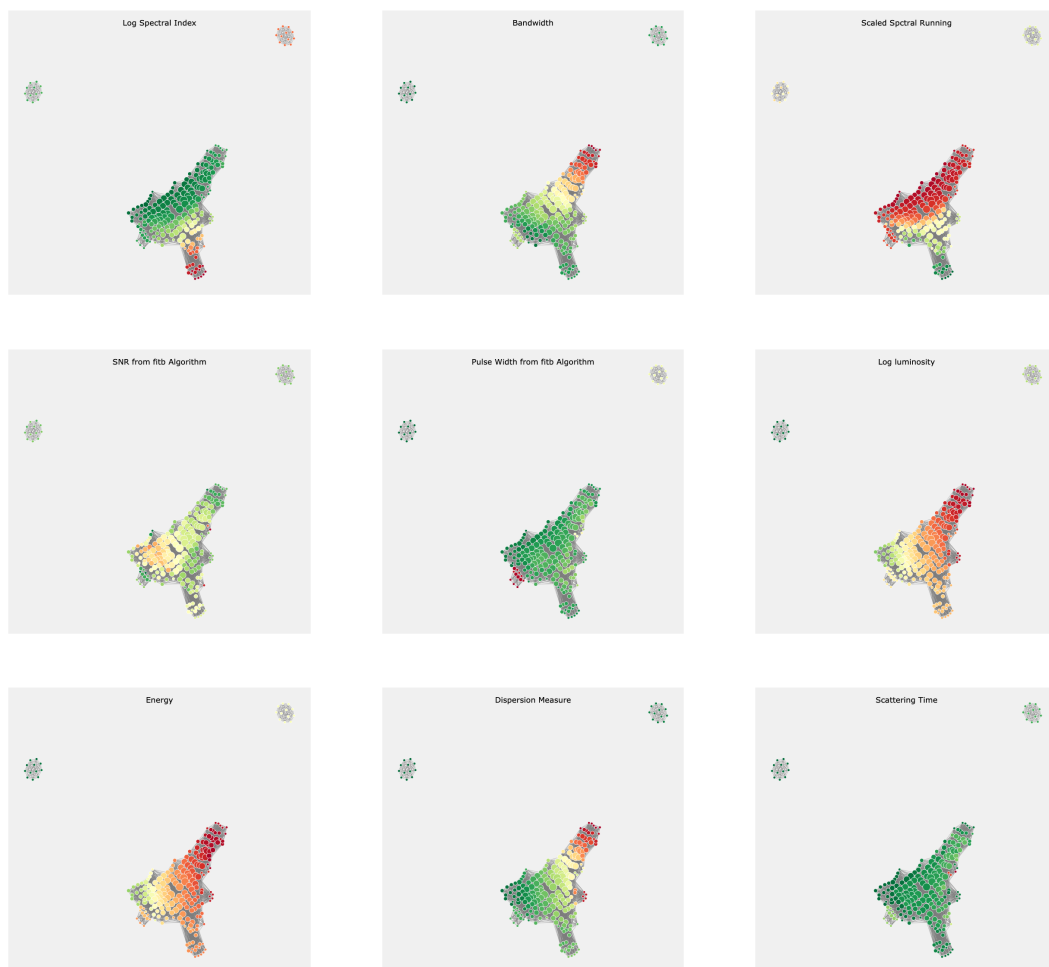 Log Spectral Index
Bandwidth
Scaled Spctral Running
SNR from fitb Algorithm
Pulse Width from fitb Algorithm
Log luminosity
Energy
Dispersion Measure
Scattering Time